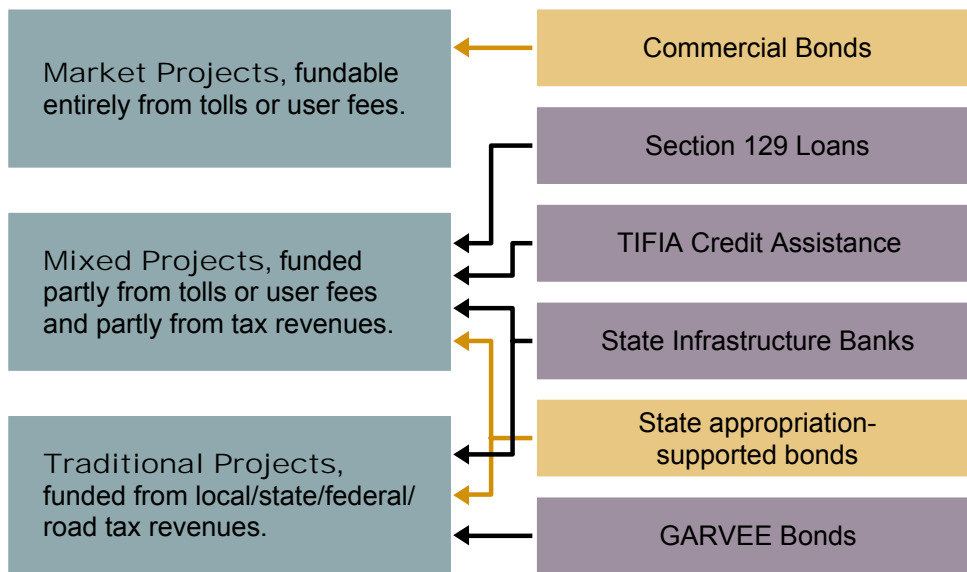 Market Projects, fundable
entirely from tolls or user fees.
Mixed Projects, funded
partly from tolls or user fees
and partly from tax revenues.
Traditional Projects,
funded from local/state/federal/
road tax revenues.
Commercial Bonds
Section 129 Loans
TIFIA Credit Assistance
State Infrastructure Banks
State appropriation-
supported bonds
GARVEE Bonds